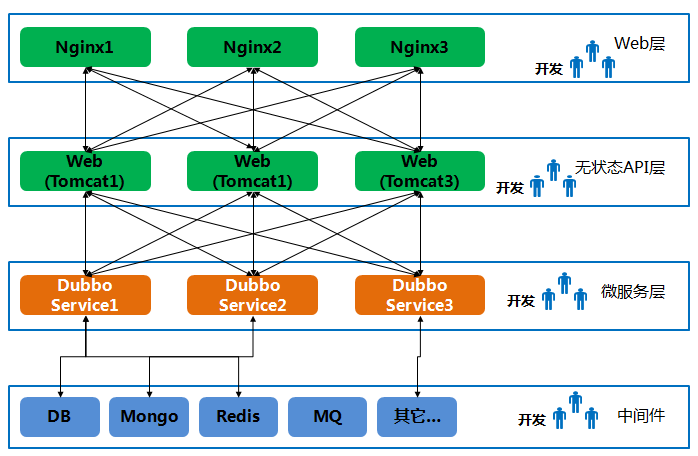 Nginx1
Nginx2
Nginx3
Web层
开发
Web
(Tomcat1)
Web
(Tomcat1)
Web
(Tomcat3)
无状态API层
开发
Dubbo
Service1
Dubbo
Service2
Dubbo
Service3
微服务层
开发
DB
Mongo
Redis
MQ
其它...
中间件
开发